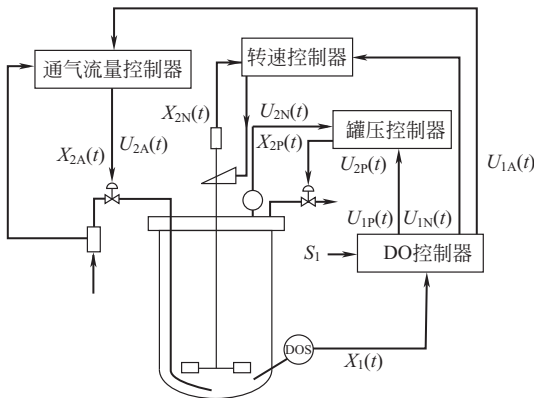 通气流量控制器
转速控制器
X2N(t)
U2N(t)
罐压控制器
X2A(t)
U2A(t)
X2P(t)
U2P(t)
U1A(t)
U1P(t)
U1N(t)
S1
DO控制器
DOS
X1(t)